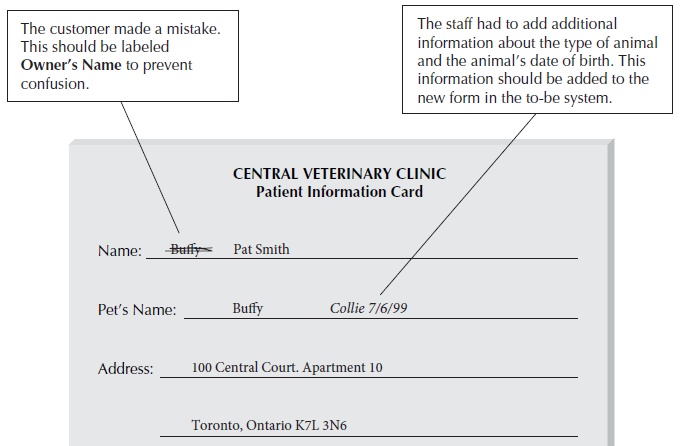 The customer made a mistake.
This should be labeled
Owner's Name to prevent
confusion.
The staff had to add additional
information about the type of animal
and the animal's date of birth. This
information should be added to the
new form in the to-be system.
CENTRAL VETERINARY CLINIC
Patient Information Card
Name: Buffy Pat Smith
Pet's Name: Buffy Collie 7/6/99
Address: 100 Central Court. Apartment 10
Toronto, Ontario K7L 3N6